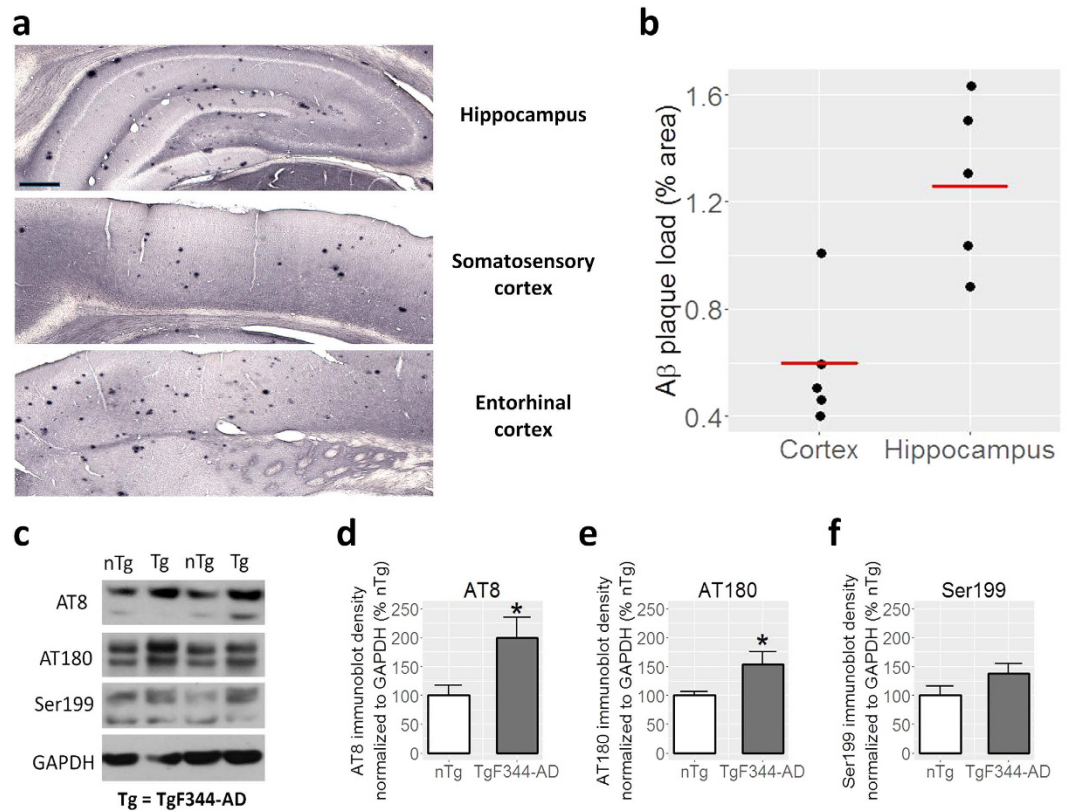 a
Hippocampus
Somatosensory
cortex
Entorhinal
cortex
b
Aβ plaque load (% area)
1.6
1.2
0.8
0.4
Cortex Hippocampus
c
nTg Tg nTg Tg
AT8
AT180
Ser199
GAPDH
Tg = TgF344-AD
d
AT8
AT8 immunoblot density
normalized to GAPDH (% nTg)
250
200
150
100
50
0
nTg TgF344-AD
*
e
AT180
AT180 immunoblot density
normalized to GAPDH (% nTg)
250
200
150
100
50
0
nTg TgF344-AD
*
f
Ser199
Ser199 immunoblot density
normalized to GAPDH (% nTg)
250
200
150
100
50
0
nTg TgF344-AD